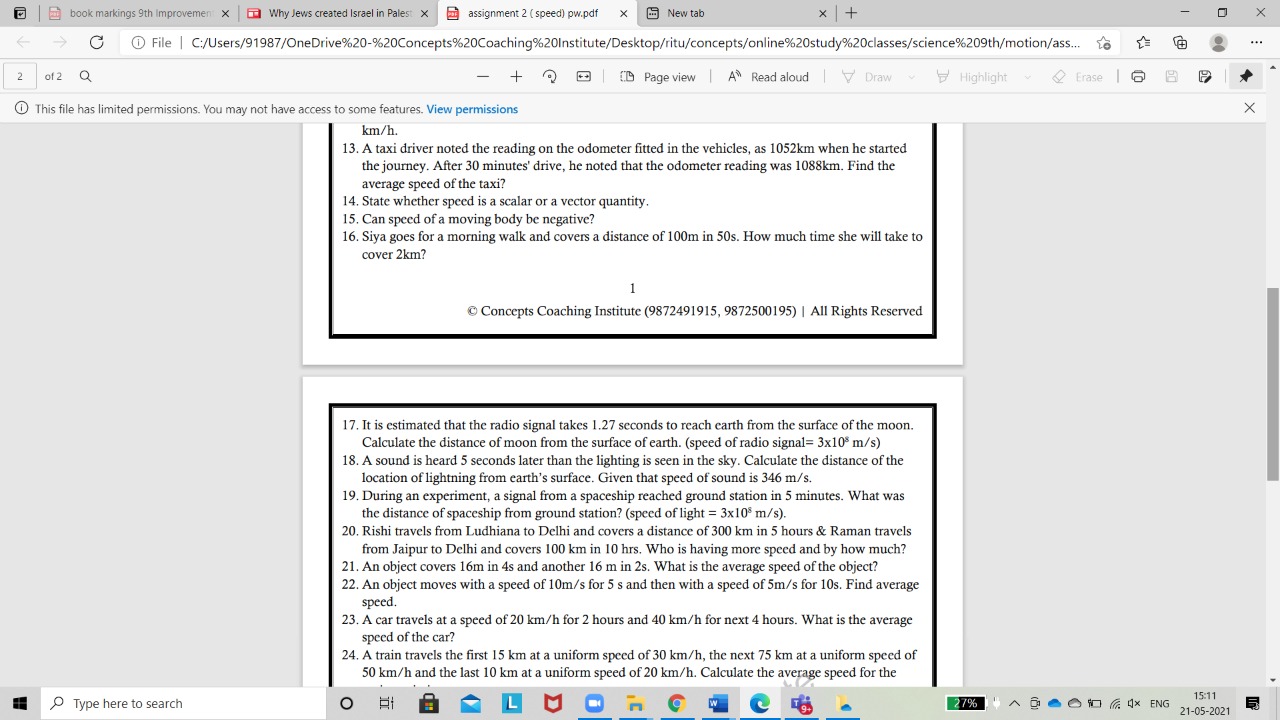 book markings 9th Improvement
Why Jews created Israel in Palest
assignment 2 ( speed) pw.pdf
New tab
File | C:/Users/91987/OneDrive%20-%20Concepts%20Coaching%20Institute/Desktop/ritu/concepts/online%20study%20classes/science%209th/motion/ass...
2 of 2 Page view Read aloud Draw Highlight Erase
This file has limited permissions. You may not have access to some features. View permissions
km/h.
13. A taxi driver noted the reading on the odometer fitted in the vehicles, as 1052km when he started
the journey. After 30 minutes' drive, he noted that the odometer reading was 1088km. Find the
average speed of the taxi?
14. State whether speed is a scalar or a vector quantity.
15. Can speed of a moving body be negative?
16. Siya goes for a morning walk and covers a distance of 100m in 50s. How much time she will take to
cover 2km?
1
© Concepts Coaching Institute (9872491915, 9872500195) | All Rights Reserved
17. It is estimated that the radio signal takes 1.27 seconds to reach earth from the surface of the moon.
Calculate the distance of moon from the surface of earth. (speed of radio signal= 3x10⁸ m/s)
18. A sound is heard 5 seconds later than the lighting is seen in the sky. Calculate the distance of the
location of lightning from earth's surface. Given that speed of sound is 346 m/s.
19. During an experiment, a signal from a spaceship reached ground station in 5 minutes. What was
the distance of spaceship from ground station? (speed of light = 3x10⁸ m/s).
20. Rishi travels from Ludhiana to Delhi and covers a distance of 300 km in 5 hours & Raman travels
from Jaipur to Delhi and covers 100 km in 10 hrs. Who is having more speed and by how much?
21. An object covers 16m in 4s and another 16 m in 2s. What is the average speed of the object?
22. An object moves with a speed of 10m/s for 5 s and then with a speed of 5m/s for 10s. Find average
speed.
23. A car travels at a speed of 20 km/h for 2 hours and 40 km/h for next 4 hours. What is the average
speed of the car?
24. A train travels the first 15 km at a uniform speed of 30 km/h, the next 75 km at a uniform speed of
50 km/h and the last 10 km at a uniform speed of 20 km/h. Calculate the average speed for the
Type here to search
9+
27%
ENG
15:11
21-05-2021